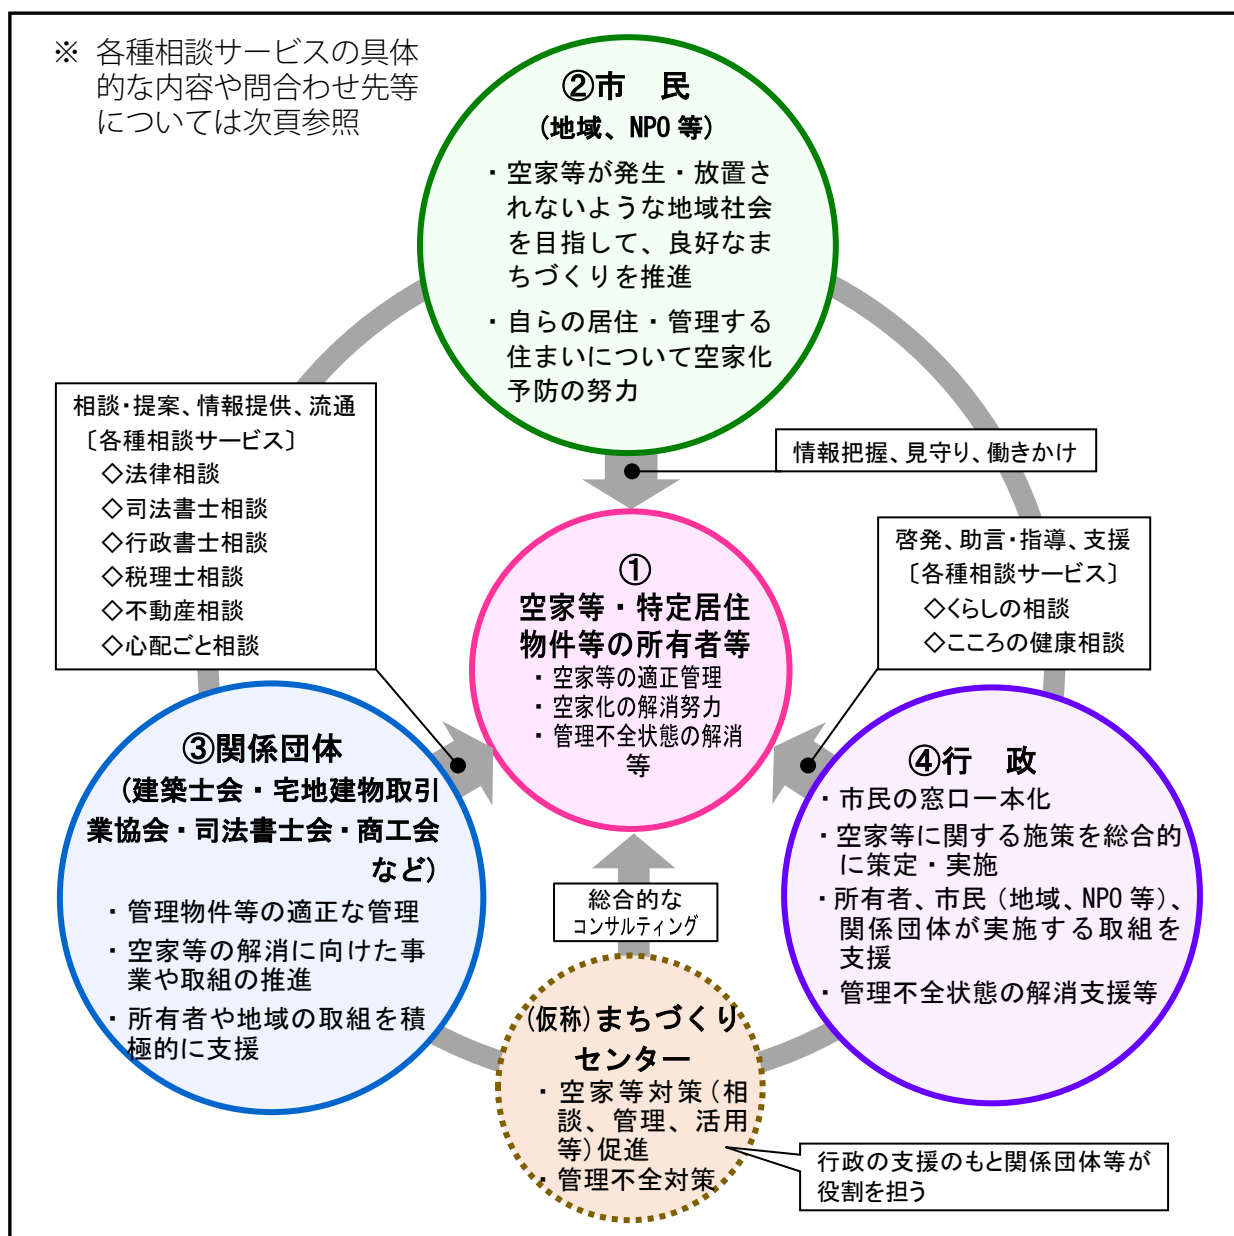 ※ 各種相談サービスの具体
的な内容や問合わせ先等
については次頁参照
②市　民
(地域、NPO 等)
・空家等が発生・放置さ
れないような地域社会
を目指して、良好なま
ちづくりを推進
・自らの居住・管理する
住まいについて空家化
予防の努力
相談・提案、情報提供、流通
〔各種相談サービス〕
◇法律相談
◇司法書士相談
◇行政書士相談
◇税理士相談
◇不動産相談
◇心配ごと相談
情報把握、見守り、働きかけ
啓発、助言・指導、支援
〔各種相談サービス〕
◇くらしの相談
◇こころの健康相談
①
空家等・特定居住
物件等の所有者等
・空家等の適正管理
・空家化の解消努力
・管理不全状態の解消
等
③関係団体
(建築士会・宅地建物取引
業協会・司法書士会・商工会
など)
・管理物件等の適正な管理
・空家等の解消に向けた事
業や取組の推進
・所有者や地域の取組を積
極的に支援
④行　政
・市民の窓口一本化
・空家等に関する施策を総合的
に策定・実施
・所有者、市民（地域、NPO 等）、
関係団体が実施する取組を
支援
・管理不全状態の解消支援等
総合的な
コンサルティング
(仮称)まちづくり
センター
・空家等対策(相
談、管理、活用
等)促進
・管理不全対策
行政の支援のもと関係団体等が
役割を担う